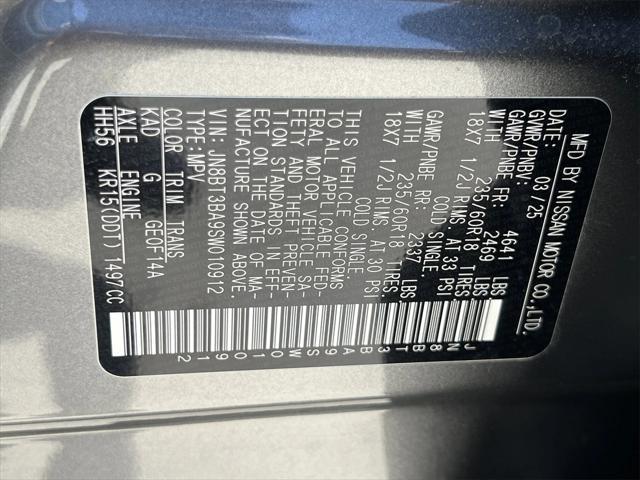 MFD BY NISSAN MOTOR CO.,LTD.
DATE: 03/25
GVWR/PNBV: 4641 LBS
GAWR/PNBE FR: 2469 LBS
WITH 235/60R18 TIRES
18X7 1/2J RIMS AT 33 PSI
COLD SINGLE
GAWR/PNBE RR: 2337 LBS
WITH 235/60R18 TIRES
18X7 1/2J RIMS AT 30 PSI
COLD SINGLE
THIS VEHICLE CONFORMS
TO ALL APPLICABLE FED-
ERAL MOTOR VEHICLE SA-
FETY AND THEFT PREVEN-
TION STANDARDS IN EFF-
ECT ON THE DATE OF MA-
NUFACTURE SHOWN ABOVE.
VIN: JN8BT3BA9SW010912
TYPE: MPV
COLOR TRIM TRANS
KAD G GE0F14A
AXLE ENGINE
HH56 KR15(DDT) 1497CC
JN8BT3BA9SW010912